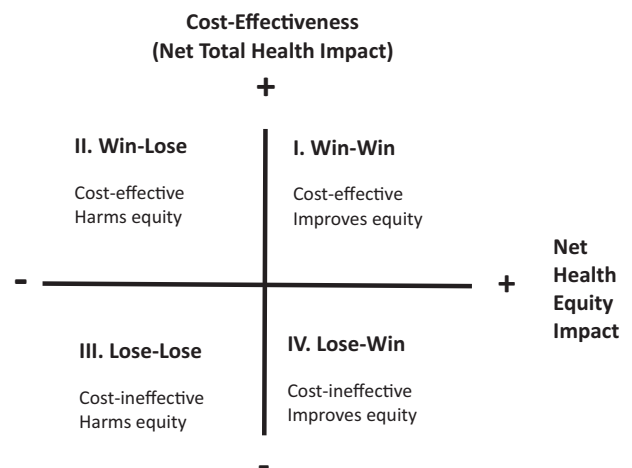 Cost-Effectiveness
(Net Total Health Impact)
+
II. Win-Lose
Cost-effective
Harms equity
I. Win-Win
Cost-effective
Improves equity
-
+
Net
Health
Equity
Impact
III. Lose-Lose
Cost-ineffective
Harms equity
IV. Lose-Win
Cost-ineffective
Improves equity
-